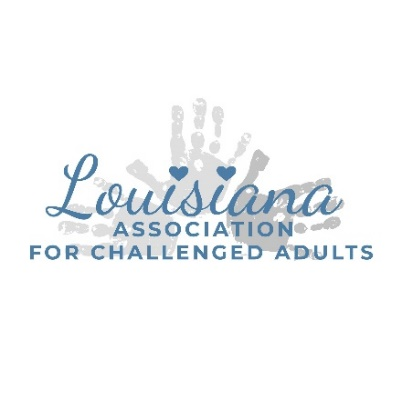 Louisiana
ASSOCIATION
FOR CHALLENGED ADULTS